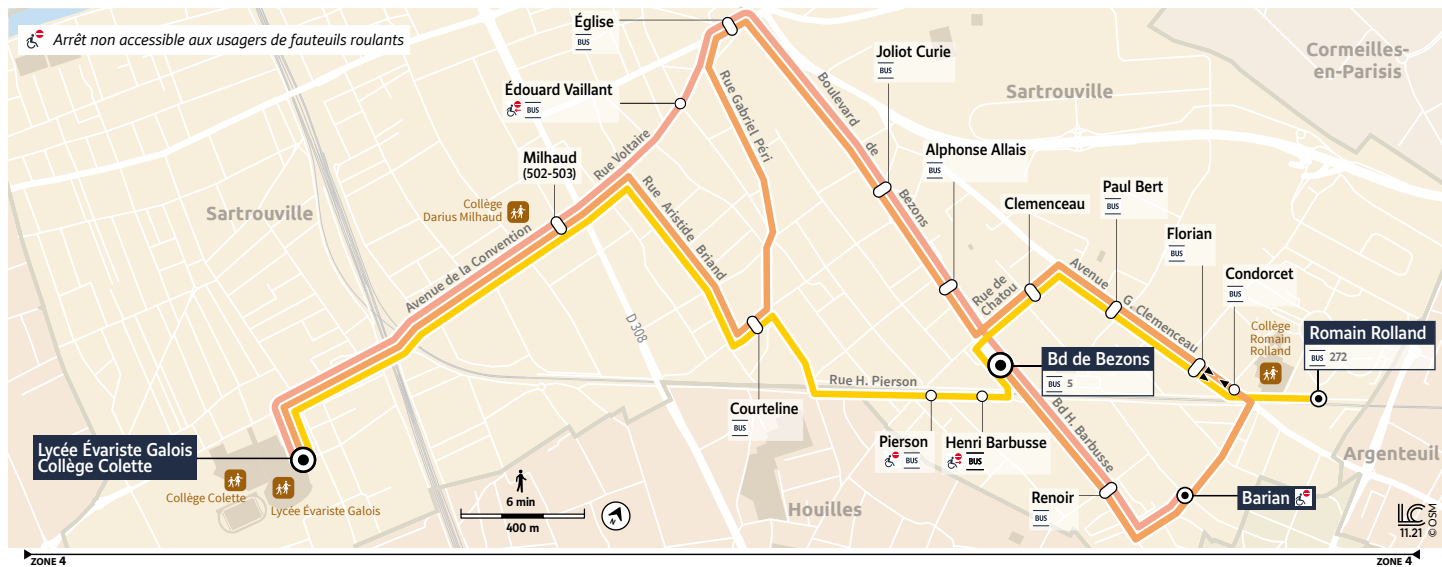 Arrêt non accessible aux usagers de fauteuils roulants
Église
BUS
Édouard Vaillant
BUS
Milhaud
(502-503)
Collège
Darius Milhaud
Sartrouville
Avenue de la Convention
Rue Voltaire
Rue Gabriel Péri
Rue Aristide Briand
D 308
Boulevard de Bezons
Joliot Curie
BUS
Sartrouville
Cormeilles-
en-Parisis
Alphonse Allais
BUS
Clemenceau
Paul Bert
BUS
Florian
BUS
Condorcet
BUS
Rue de
Chatou
Avenue G. Clemenceau
Collège
Romain
Rolland
Romain Rolland
BUS 272
Bd de Bezons
BUS 5
Rue H. Pierson
Courteline
BUS
Pierson
BUS
Henri Barbusse
BUS
Bd H. Barbusse
Renoir
BUS
Barian
Argenteuil
Houilles
Lycée Évariste Galois
Collège Colette
Collège Colette
Lycée Évariste Galois
6 min
400 m
N
LC
11.21
© OSM
ZONE 4
ZONE 4